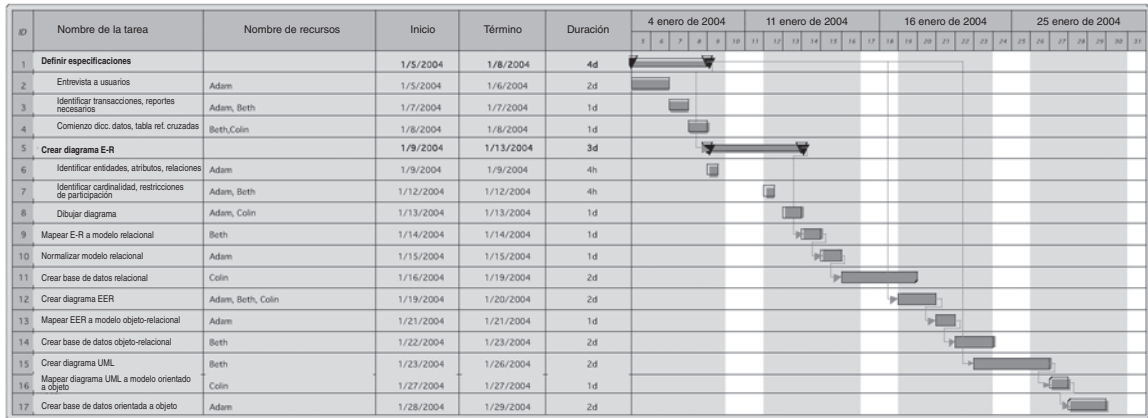 4 enero de 2004 11 enero de 2004 16 enero de 2004 25 enero de 2004
ID Nombre de la tarea Nombre de recursos Inicio Término Duración
5 6 7 8 9 10 11 12 13 14 15 16 17 18 19 20 21 22 23 24 25 26 27 28 29 30 31
1 Definir especificaciones 1/5/2004 1/8/2004 4d
2 Entrevista a usuarios Adam 1/5/2004 1/6/2004 2d
3 Identificar transacciones, reportes
necesarios Adam, Beth 1/7/2004 1/7/2004 1d
4 Comienzo dicc. datos, tabla ref. cruzadas Beth,Colin 1/8/2004 1/8/2004 1d
5 Crear diagrama E-R 1/9/2004 1/13/2004 3d
6 Identificar entidades, atributos, relaciones Adam 1/9/2004 1/9/2004 4h
7 Identificar cardinalidad, restricciones
de participación Adam, Beth 1/12/2004 1/12/2004 4h
8 Dibujar diagrama Adam, Colin 1/13/2004 1/13/2004 1d
9 Mapear E-R a modelo relacional Beth 1/14/2004 1/14/2004 1d
10 Normalizar modelo relacional Adam 1/15/2004 1/15/2004 1d
11 Crear base de datos relacional Colin 1/16/2004 1/19/2004 2d
12 Crear diagrama EER Adam, Beth, Colin 1/19/2004 1/20/2004 2d
13 Mapear EER a modelo objeto-relacional Adam 1/21/2004 1/21/2004 1d
14 Crear base de datos objeto-relacional Beth 1/22/2004 1/23/2004 2d
15 Crear diagrama UML Beth 1/23/2004 1/26/2004 2d
16 Mapear diagrama UML a modelo orientado
a objeto Colin 1/27/2004 1/27/2004 1d
17 Crear base de datos orientada a objeto Adam 1/28/2004 1/29/2004 2d